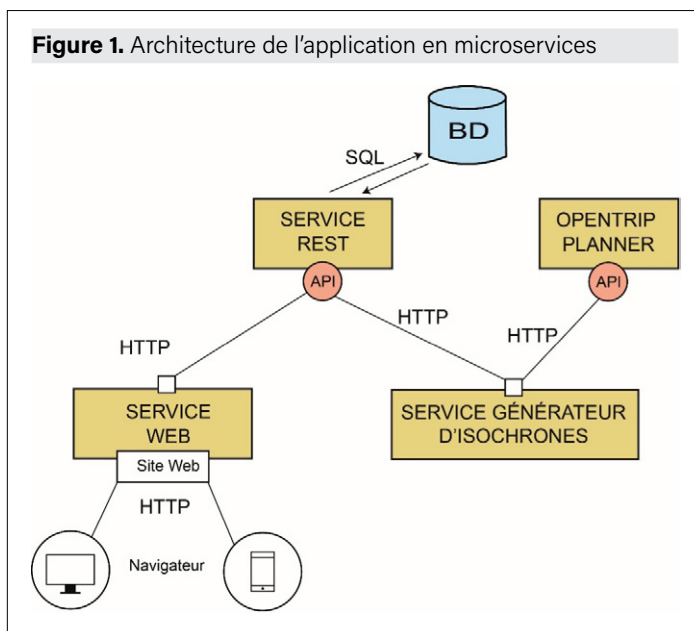 Figure 1. Architecture de l'application en microservices
BD
SQL
SERVICE
REST
API
OPENTRIP
PLANNER
API
HTTP
HTTP
HTTP
SERVICE
WEB
Site Web
SERVICE GÉNÉRATEUR
D'ISOCHRONES
HTTP
Navigateur